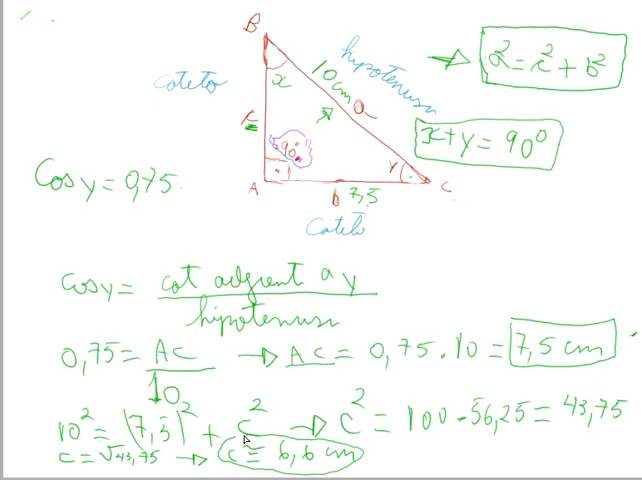 B
hipotenusa
a² = c² + b²
cateto
x
10 cm a
c
90°
x + y = 90°
Cos y = 0,75
A
b 7,5
y
C
Cateto
Cos y = cat adjacent a y
hipotenusa
0,75 = AC → AC = 0,75 . 10 = 7,5 cm
10
10² = (7,5)² + c² → c² = 100 - 56,25 = 43,75
c = √43,75 → c ≅ 6,6 cm